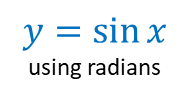 y = sin x
using radians